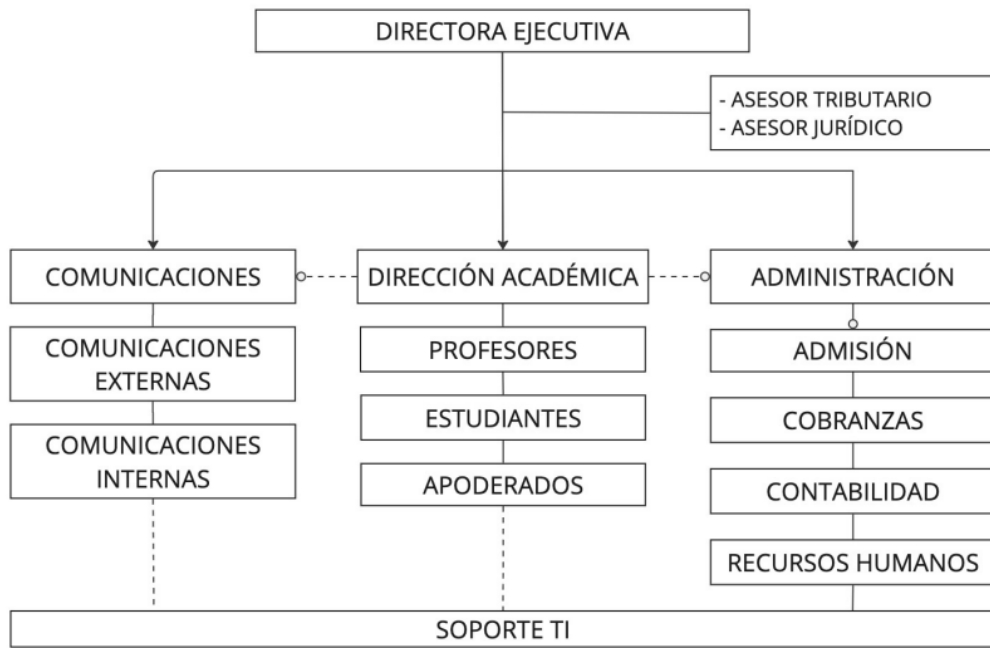 DIRECTORA EJECUTIVA
- ASESOR TRIBUTARIO
- ASESOR JURÍDICO
COMUNICACIONES
DIRECCIÓN ACADÉMICA
ADMINISTRACIÓN
COMUNICACIONES
EXTERNAS
PROFESORES
ADMISIÓN
ESTUDIANTES
COBRANZAS
COMUNICACIONES
INTERNAS
APODERADOS
CONTABILIDAD
RECURSOS HUMANOS
SOPORTE TI